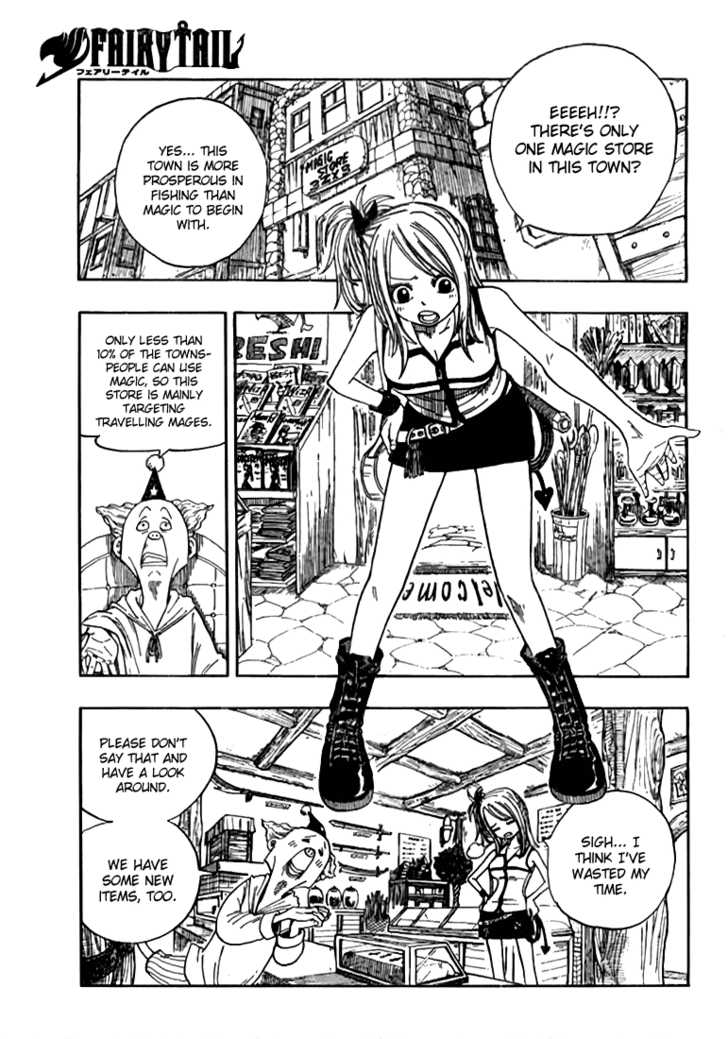 FAIRY TAIL
フェアリーテイル
EEEEH!!?
THERE'S ONLY
ONE MAGIC STORE
IN THIS TOWN?
YES... THIS
TOWN IS MORE
PROSPEROUS IN
FISHING THAN
MAGIC TO BEGIN
WITH.
MAGIC
STORE
ONLY LESS THAN
10% OF THE TOWNS-
PEOPLE CAN USE
MAGIC, SO THIS
STORE IS MAINLY
TARGETING
TRAVELLING MAGES.
RESHI
Welcome
PLEASE DON'T
SAY THAT AND
HAVE A LOOK
AROUND.
WE HAVE
SOME NEW
ITEMS, TOO.
SIGH... I
THINK I'VE
WASTED MY
TIME.